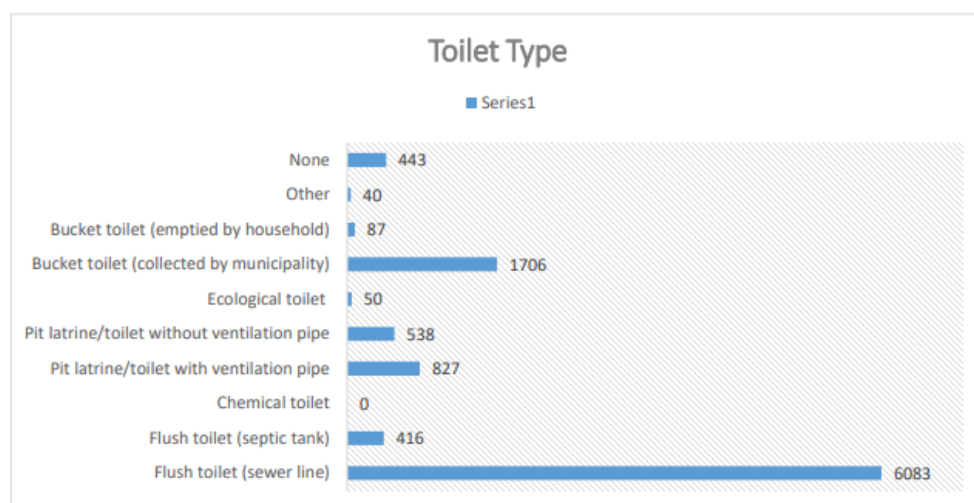 Toilet Type
Series1
None 443
Other 40
Bucket toilet (emptied by household) 87
Bucket toilet (collected by municipality) 1706
Ecological toilet 50
Pit latrine/toilet without ventilation pipe 538
Pit latrine/toilet with ventilation pipe 827
Chemical toilet 0
Flush toilet (septic tank) 416
Flush toilet (sewer line) 6083